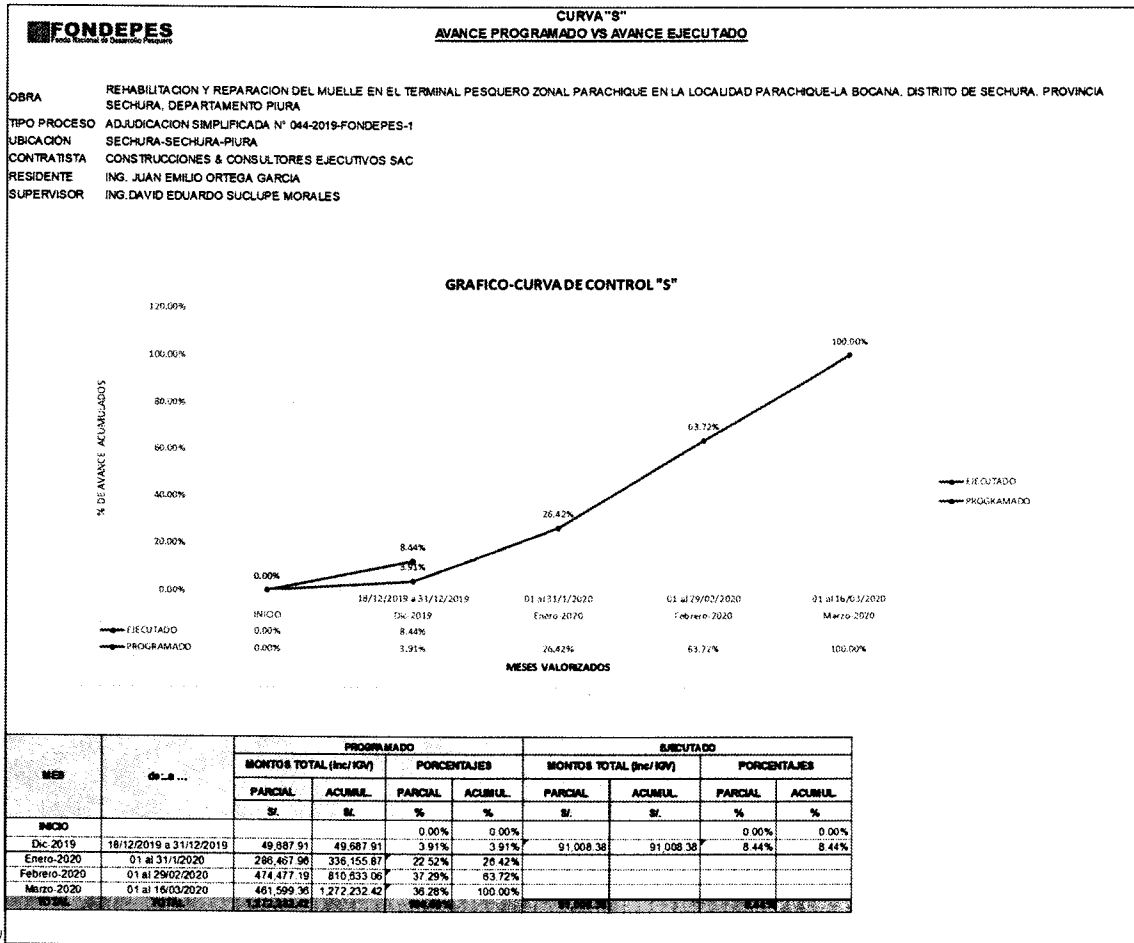 CURVA "S"
AVANCE PROGRAMADO VS AVANCE EJECUTADO
FONDEPES
Fondo Nacional de Desarrollo Pesquero
OBRA REHABILITACION Y REPARACION DEL MUELLE EN EL TERMINAL PESQUERO ZONAL PARACHIQUE EN LA LOCALIDAD PARACHIQUE-LA BOCANA. DISTRITO DE SECHURA. PROVINCIA
SECHURA, DEPARTAMENTO PIURA
TIPO PROCESO ADJUDICACION SIMPLIFICADA N° 044-2019-FONDEPES-1
UBICACIÓN SECHURA-SECHURA-PIURA
CONTRATISTA CONSTRUCCIONES & CONSULTORES EJECUTIVOS SAC
RESIDENTE ING. JUAN EMILIO ORTEGA GARCIA
SUPERVISOR ING.DAVID EDUARDO SUCLUPE MORALES
GRAFICO-CURVA DE CONTROL "S"
120.00%
100.00%
80.00%
60.00%
40.00%
20.00%
0.00%
% DE AVANCE ACUMULADOS
0.00%
8.44%
3.91%
26.42%
63.72%
100.00%
EJECUTADO
PROGRAMADO
18/12/2019 a 31/12/2019 01 al 31/1/2020 01 al 29/02/2020 01 al 16/03/2020
INICIO Dic-2019 Enero-2020 Febrero-2020 Marzo-2020
EJECUTADO 0.00% 8.44%
PROGRAMADO 0.00% 3.91% 26.42% 63.72% 100.00%
MESES VALORIZADOS
MES de:..a ... PROGRAMADO EJECUTADO
MONTOS TOTAL (Inc/ IGV) PORCENTAJES MONTOS TOTAL (Inc/ IGV) PORCENTAJES
PARCIAL ACUMUL. PARCIAL ACUMUL. PARCIAL ACUMUL. PARCIAL ACUMUL.
S/. S/. % % S/. S/. % %
INICIO 0.00% 0.00% 0.00% 0.00%
Dic-2019 18/12/2019 a 31/12/2019 49,687.91 49,687.91 3.91% 3.91% 91,008.38 91,008.38 8.44% 8.44%
Enero-2020 01 al 31/1/2020 286,467.96 336,155.87 22.52% 26.42%
Febrero-2020 01 al 29/02/2020 474,477.19 810,633.06 37.29% 63.72%
Marzo-2020 01 al 16/03/2020 461,599.36 1,272,232.42 36.28% 100.00%
TOTAL TOTAL 8.44%